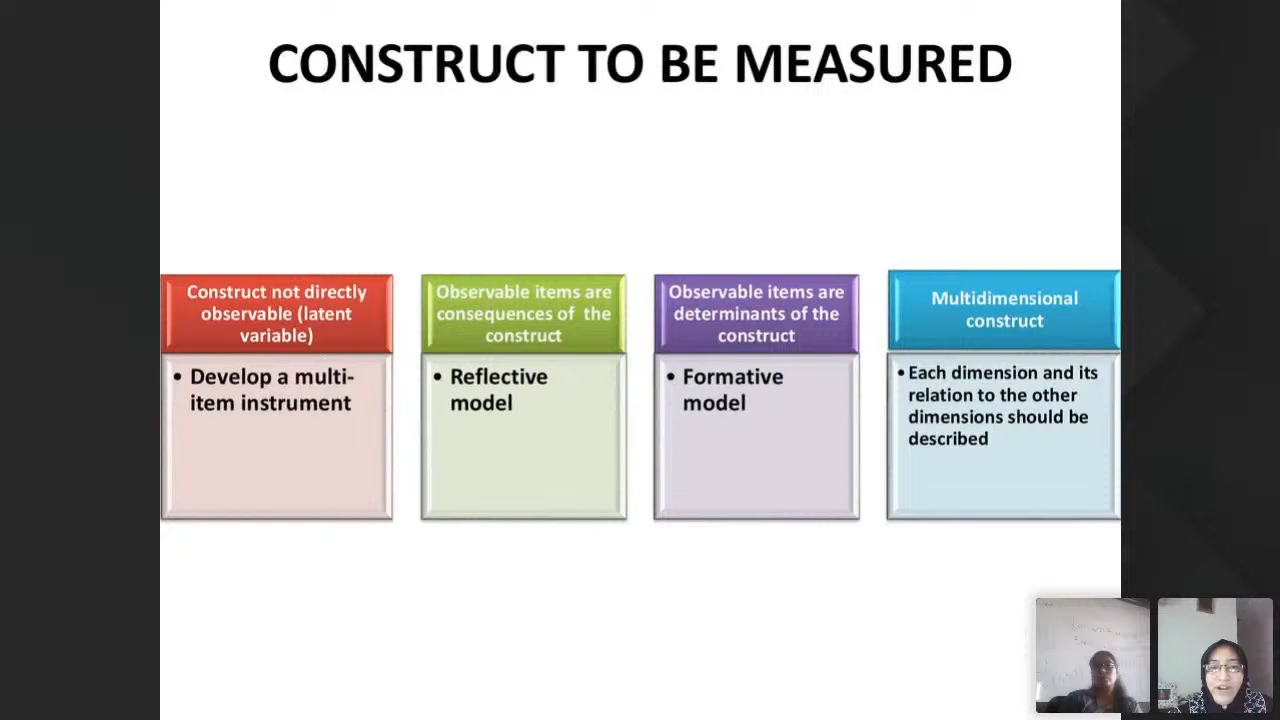 CONSTRUCT TO BE MEASURED
Construct not directly
observable (latent
variable)
• Develop a multi-
item instrument
Observable items are
consequences of the
construct
• Reflective
model
Observable items are
determinants of the
construct
• Formative
model
Multidimensional
construct
• Each dimension and its
relation to the other
dimensions should be
described